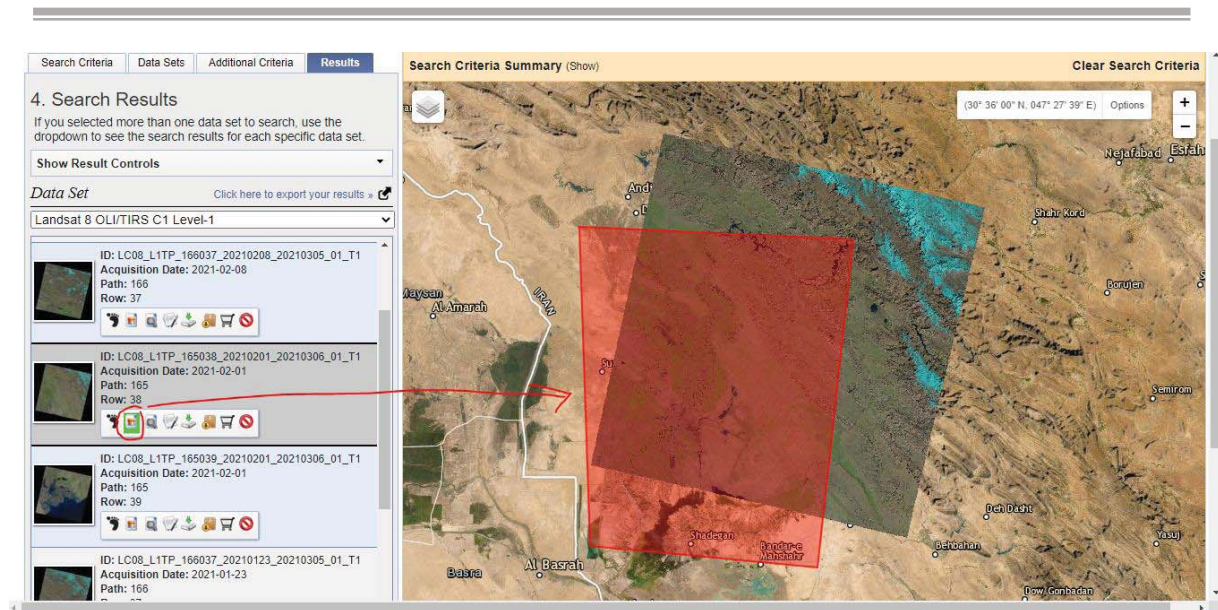 Search Criteria
Data Sets
Additional Criteria
Results
4. Search Results
If you selected more than one data set to search, use the
dropdown to see the search results for each specific data set.
Show Result Controls
Data Set
Click here to export your results »
Landsat 8 OLI/TIRS C1 Level-1
ID: LC08_L1TP_166037_20210208_20210305_01_T1
Acquisition Date: 2021-02-08
Path: 166
Row: 37
ID: LC08_L1TP_165038_20210201_20210306_01_T1
Acquisition Date: 2021-02-01
Path: 165
Row: 38
ID: LC08_L1TP_165039_20210201_20210306_01_T1
Acquisition Date: 2021-02-01
Path: 165
Row: 39
ID: LC08_L1TP_166037_20210123_20210305_01_T1
Acquisition Date: 2021-01-23
Path: 166
Search Criteria Summary (Show)
Clear Search Criteria
(30° 36' 00" N, 047° 27' 39" E)
Options
+
−
Nejafabad
Esfah
Andi
Shahr Kord
Borujen
Maysan
Al Amarah
IRAN
Su
Semirom
Deh Dasht
Yasuj
Behbahan
Shadegan
Bandar-e
Mahshahr
Al Basrah
Basra
Dow Gonbadan